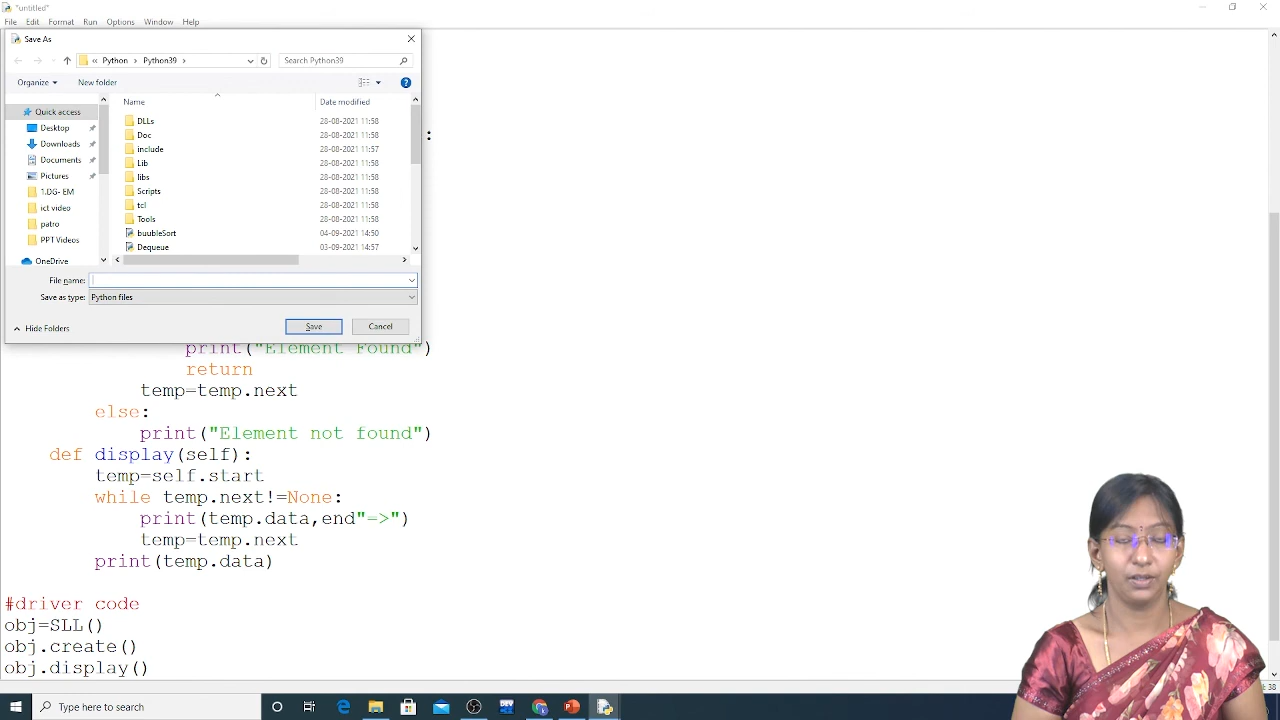 *untitled*
File Edit Format Run Options Window Help
Save As
« Python › Python39 ›
Search Python39
Organize
New folder
Name
Date modified
Quick access
Desktop
Downloads
Documents
Pictures
1.DG- EM
ict video
patro
PPT Videos
OneDrive
DLLs 28-08-2021 11:58
Doc 28-08-2021 11:58
include 28-08-2021 11:57
Lib 28-08-2021 11:58
libs 28-08-2021 11:58
Scripts 28-08-2021 11:58
tcl 28-08-2021 11:58
Tools 28-08-2021 11:58
buubleSort 04-09-2021 14:50
Dequeue 03-09-2021 14:57
File name:
Save as type: Python files
Hide Folders
Save
Cancel
:
print("Element Found")
return
temp=temp.next
else:
print("Element not found")
def display(self):
temp=self.start
while temp.next!=None:
print(temp.data,end"=>")
temp=temp.next
print(temp.data)
#driver code
obj=SLL()
obj.create()
obj.display()
38
Type here to search